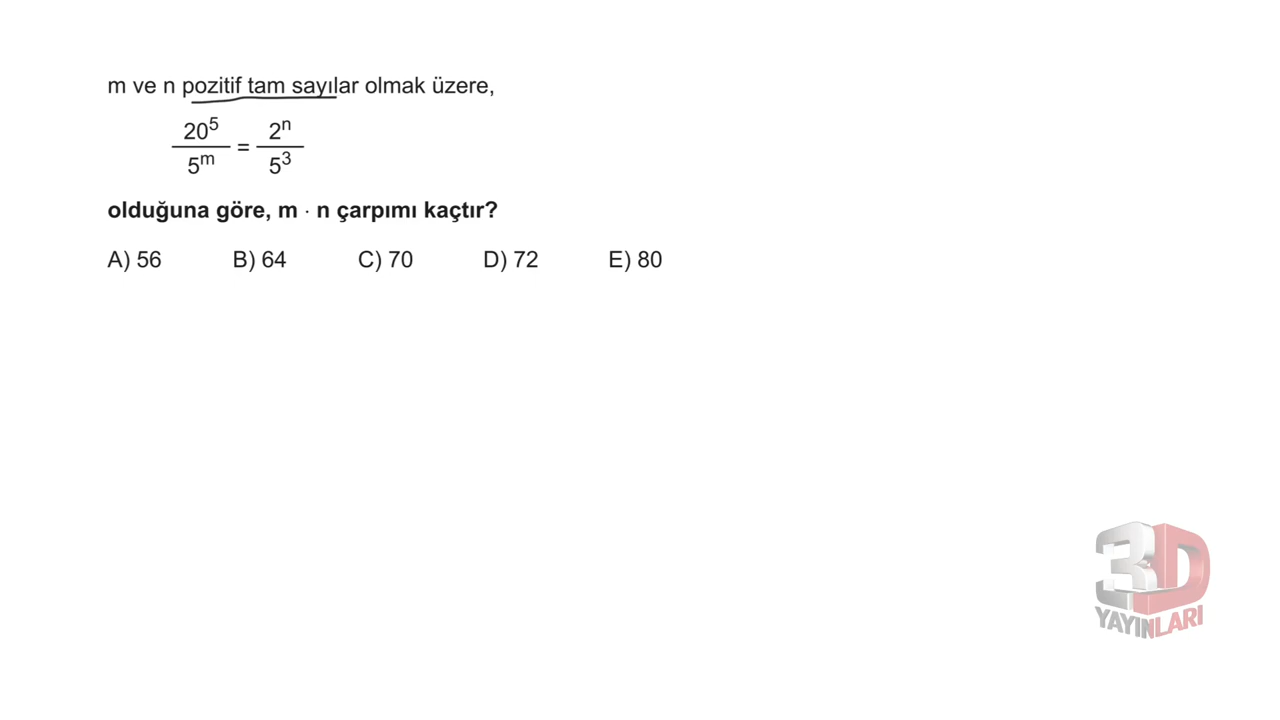 m ve n pozitif tam sayılar olmak üzere,
20^5 / 5^m = 2^n / 5^3
olduğuna göre, m · n çarpımı kaçtır?
A) 56 B) 64 C) 70 D) 72 E) 80
3D
YAYINLARI